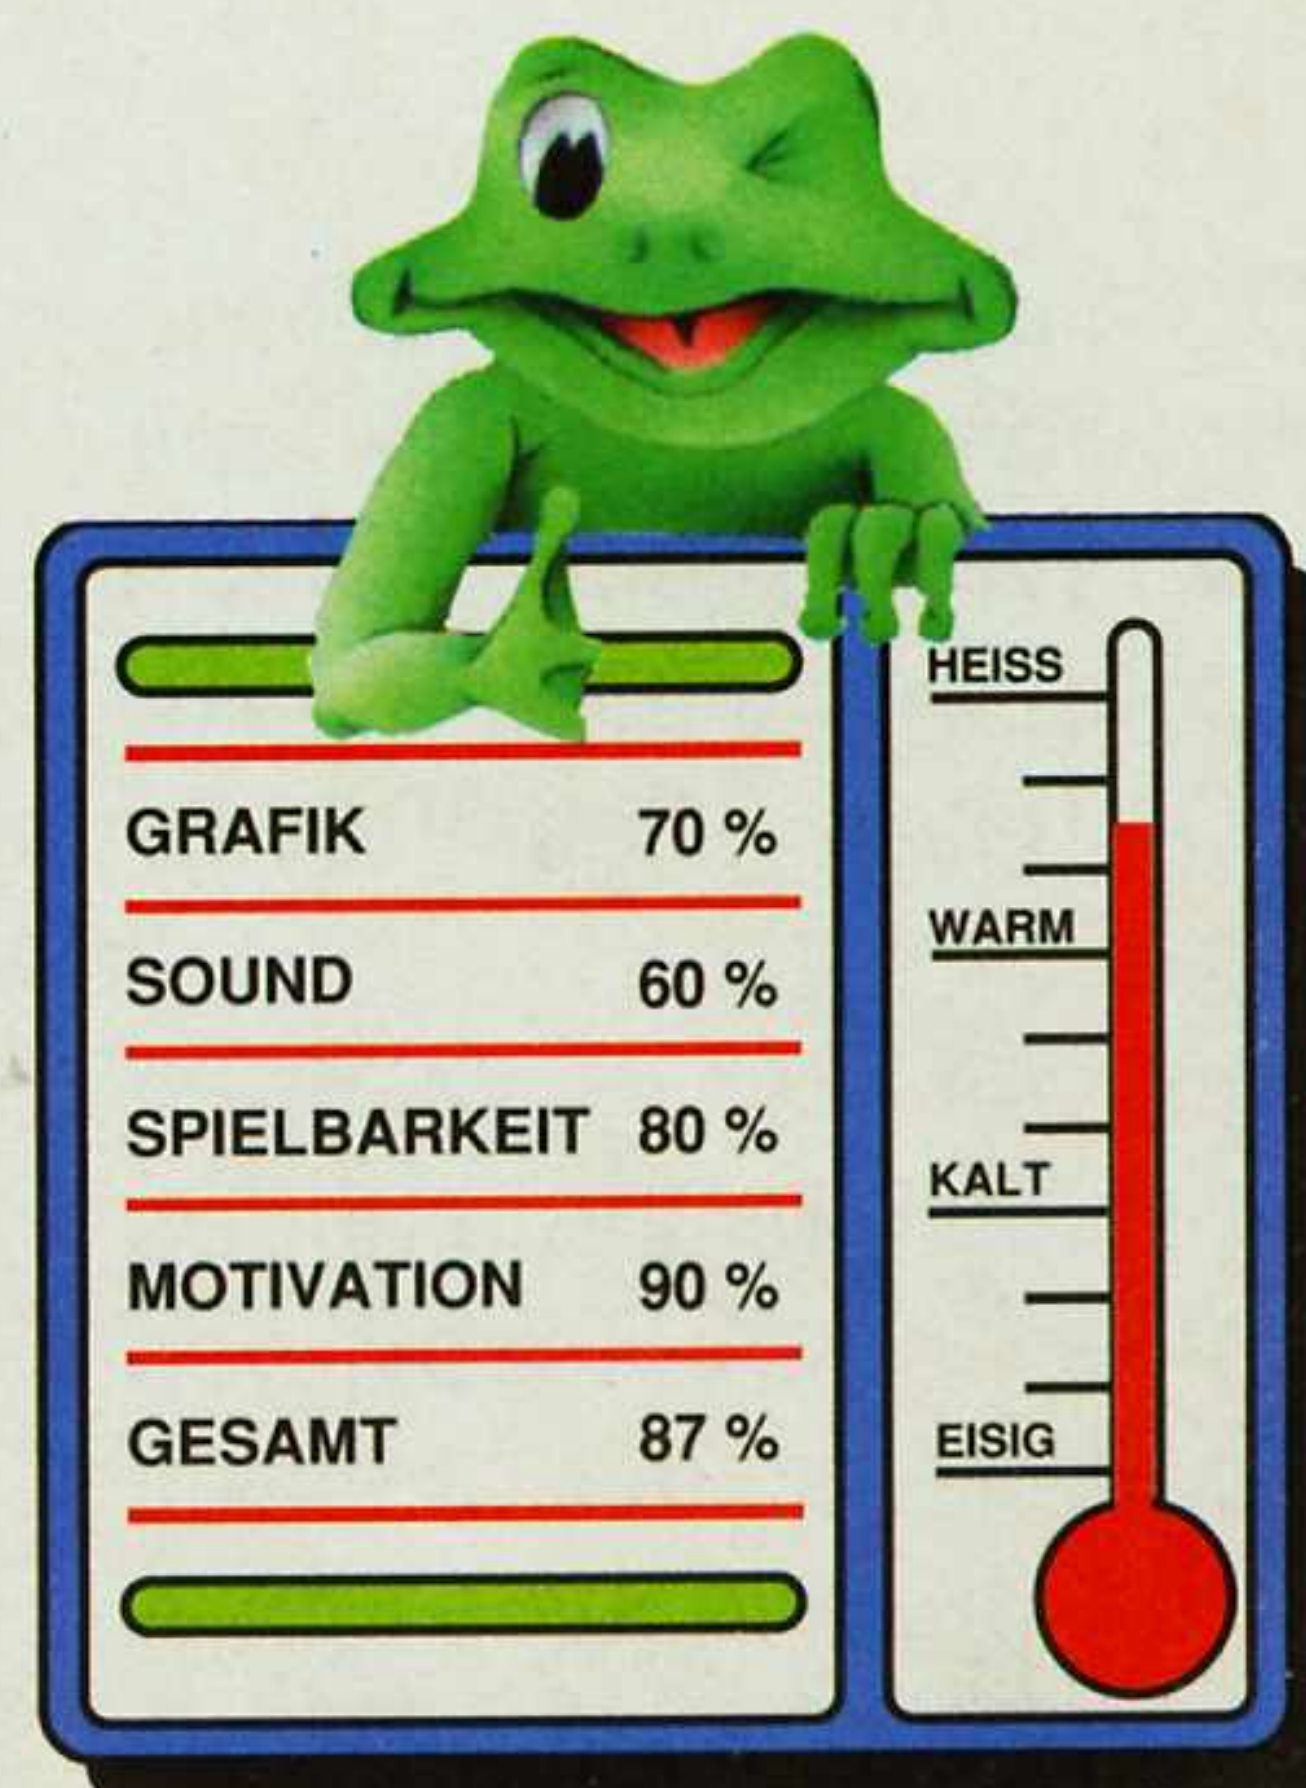 GRAFIK 70 %
SOUND 60 %
SPIELBARKEIT 80 %
MOTIVATION 90 %
GESAMT 87 %
HEISS
WARM
KALT
EISIG